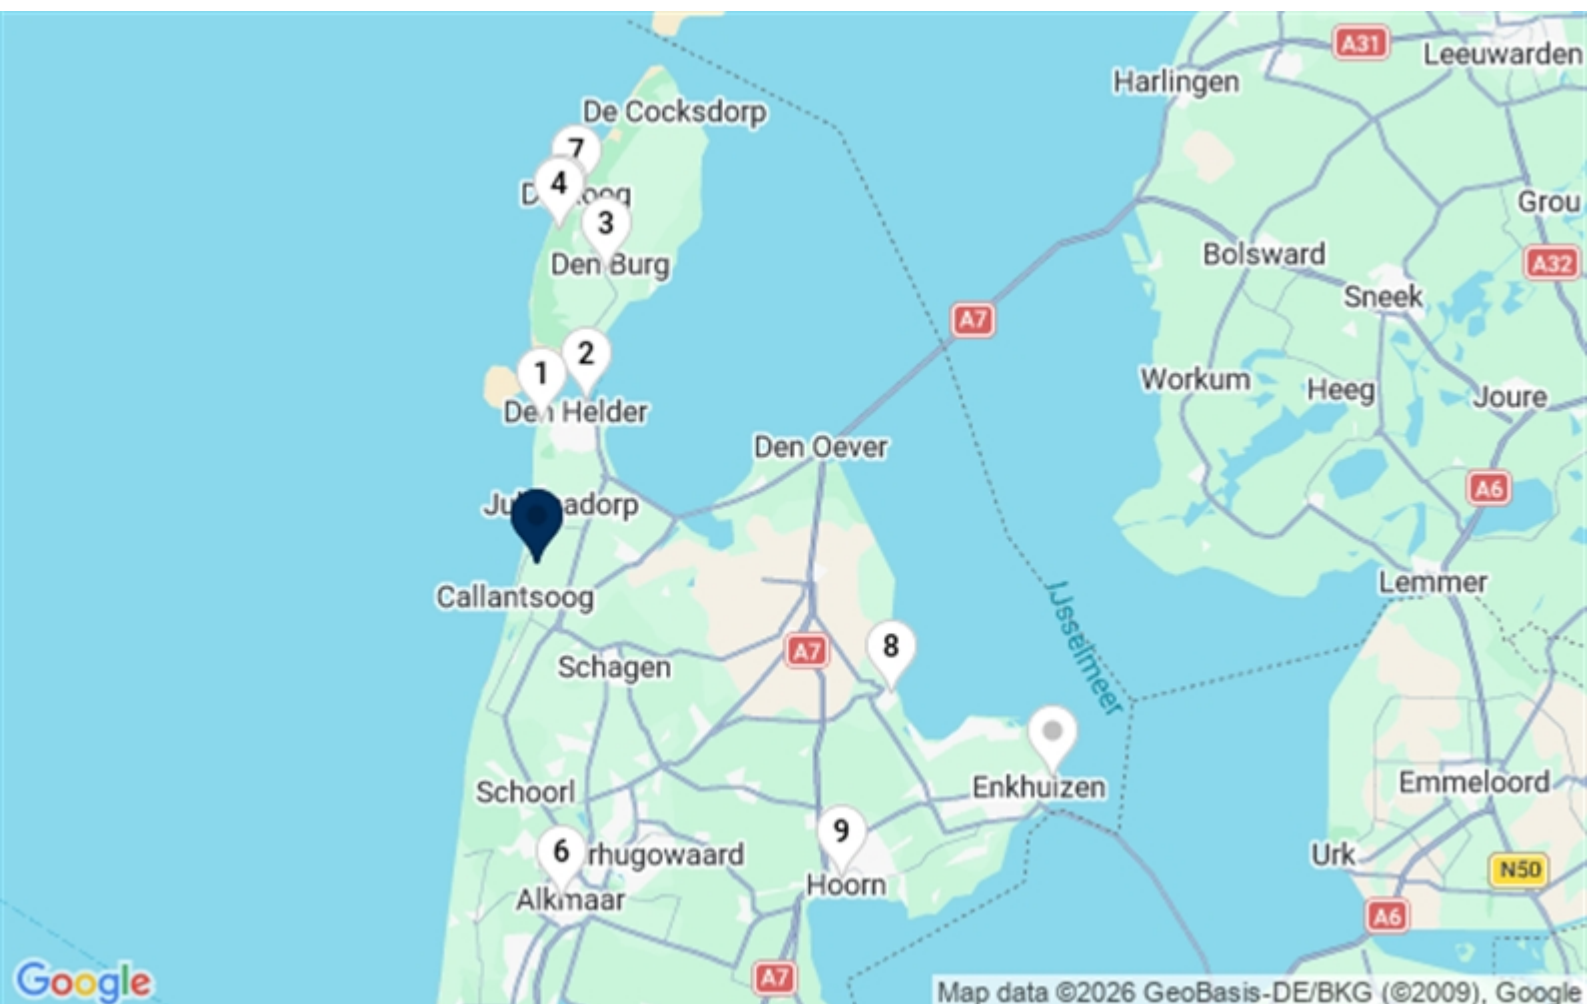 A31
Leeuwarden
Harlingen
De Cocksdorp
7
4
3
Den Burg
Grou
Bolsward
A32
Sneek
A7
2
1
Den Helder
Workum
Heeg
Joure
Den Oever
A6
Callantsoog
Lemmer
IJsselmeer
8
A7
Schagen
Enkhuizen
Emmeloord
Schoorl
9
6
rhugowaard
Urk
N50
Hoorn
Alkmaar
A6
A7
Google
Map data ©2026 GeoBasis-DE/BKG (©2009), Google